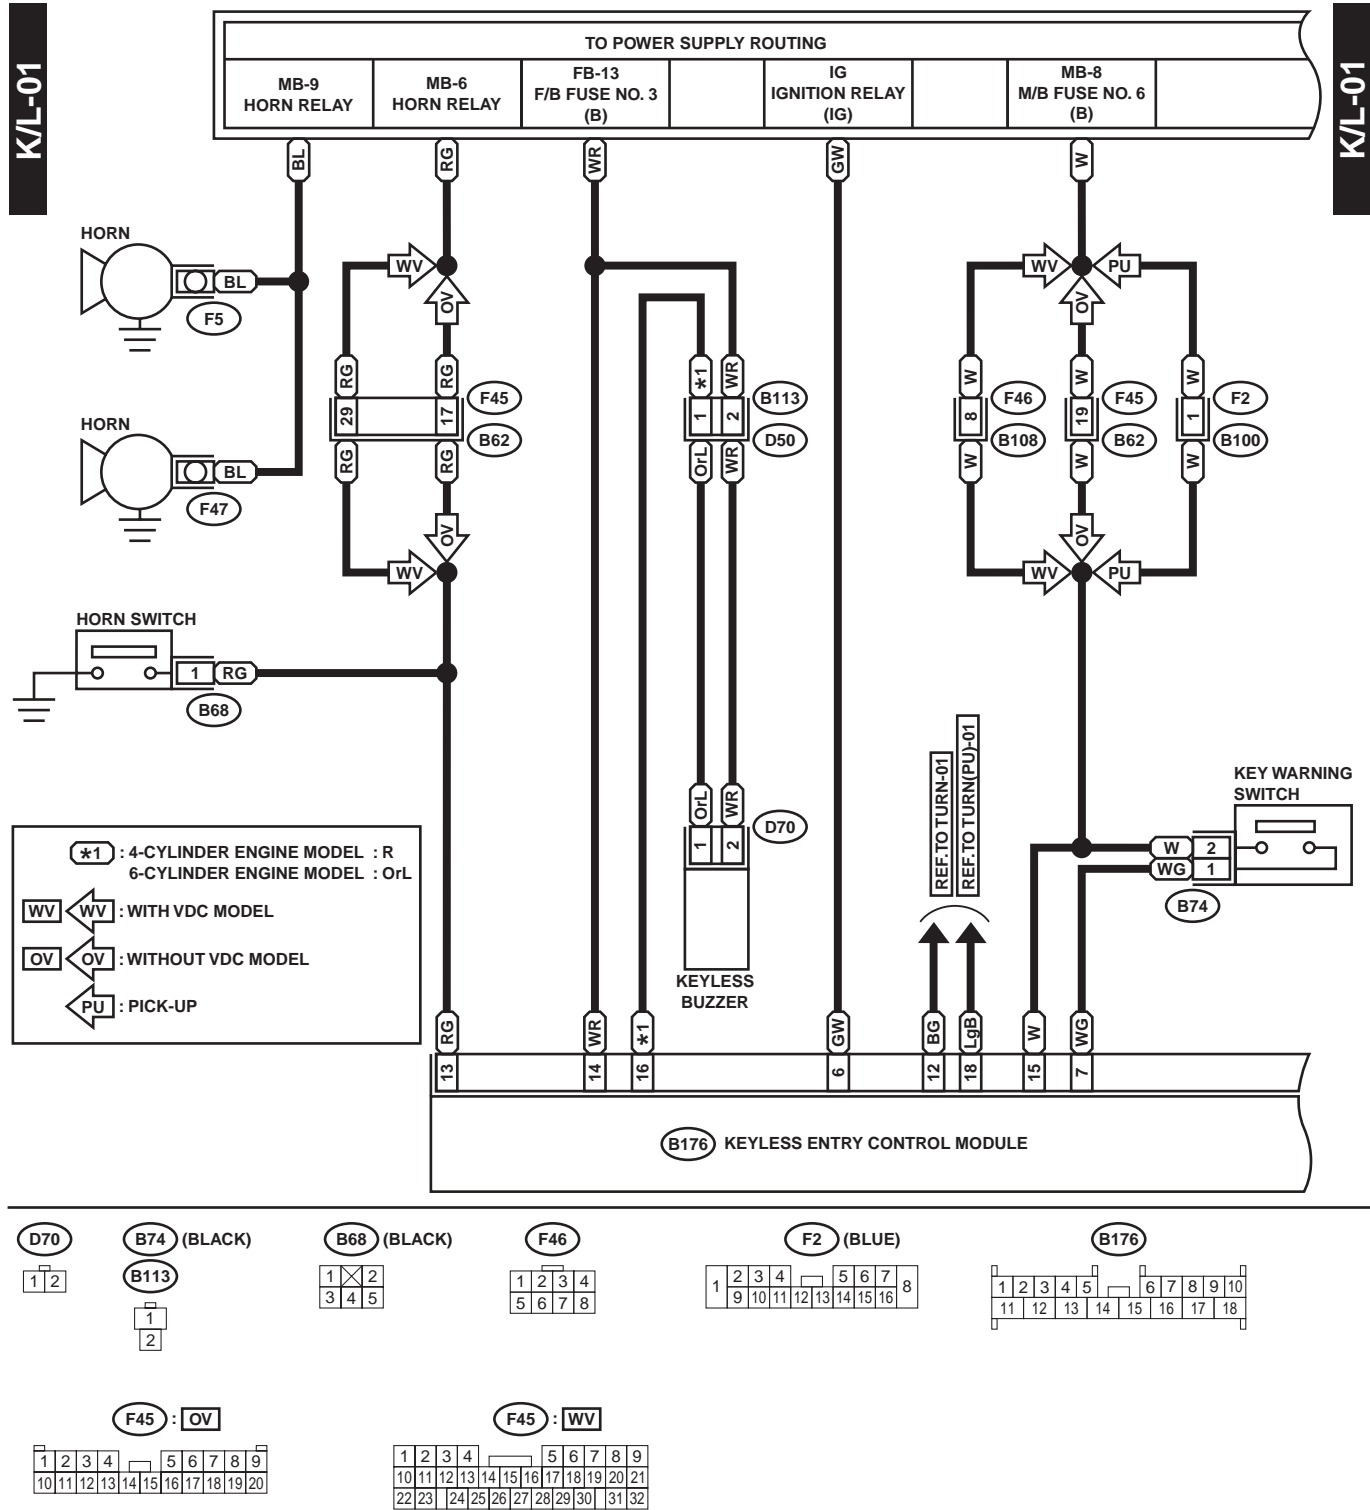 K/L-01
K/L-01
TO POWER SUPPLY ROUTING
MB-9
HORN RELAY
MB-6
HORN RELAY
FB-13
F/B FUSE NO. 3
(B)
IG
IGNITION RELAY
(IG)
MB-8
M/B FUSE NO. 6
(B)
BL
RG
WR
GW
W
HORN
BL
F5
WV
OV
WV
OV
PU
RG
RG
*1
WR
W
W
W
29
17
F45
B62
1
2
B113
D50
8
F46
B108
19
F45
B62
1
F2
B100
RG
RG
OrL
WR
W
W
W
HORN
BL
F47
OV
WV
OV
WV
PU
HORN SWITCH
1
RG
B68
REF. TO TURN-01
REF. TO TURN(PU)-01
KEY WARNING
SWITCH
W
2
WG
1
B74
OrL
WR
1
2
D70
KEYLESS
BUZZER
*1 : 4-CYLINDER ENGINE MODEL : R
6-CYLINDER ENGINE MODEL : OrL
WV WV : WITH VDC MODEL
OV OV : WITHOUT VDC MODEL
PU : PICK-UP
RG
WR
*1
GW
BG
LgB
W
WG
13
14
16
6
12
18
15
7
B176 KEYLESS ENTRY CONTROL MODULE
D70
1 2
B74 (BLACK)
B113
1
2
B68 (BLACK)
1 2
3 4 5
F46
1 2 3 4
5 6 7 8
F2 (BLUE)
1 2 3 4 5 6 7 8
9 10 11 12 13 14 15 16
B176
1 2 3 4 5 6 7 8 9 10
11 12 13 14 15 16 17 18
F45 : OV
1 2 3 4 5 6 7 8 9
10 11 12 13 14 15 16 17 18 19 20
F45 : WV
1 2 3 4 5 6 7 8 9
10 11 12 13 14 15 16 17 18 19 20 21
22 23 24 25 26 27 28 29 30 31 32